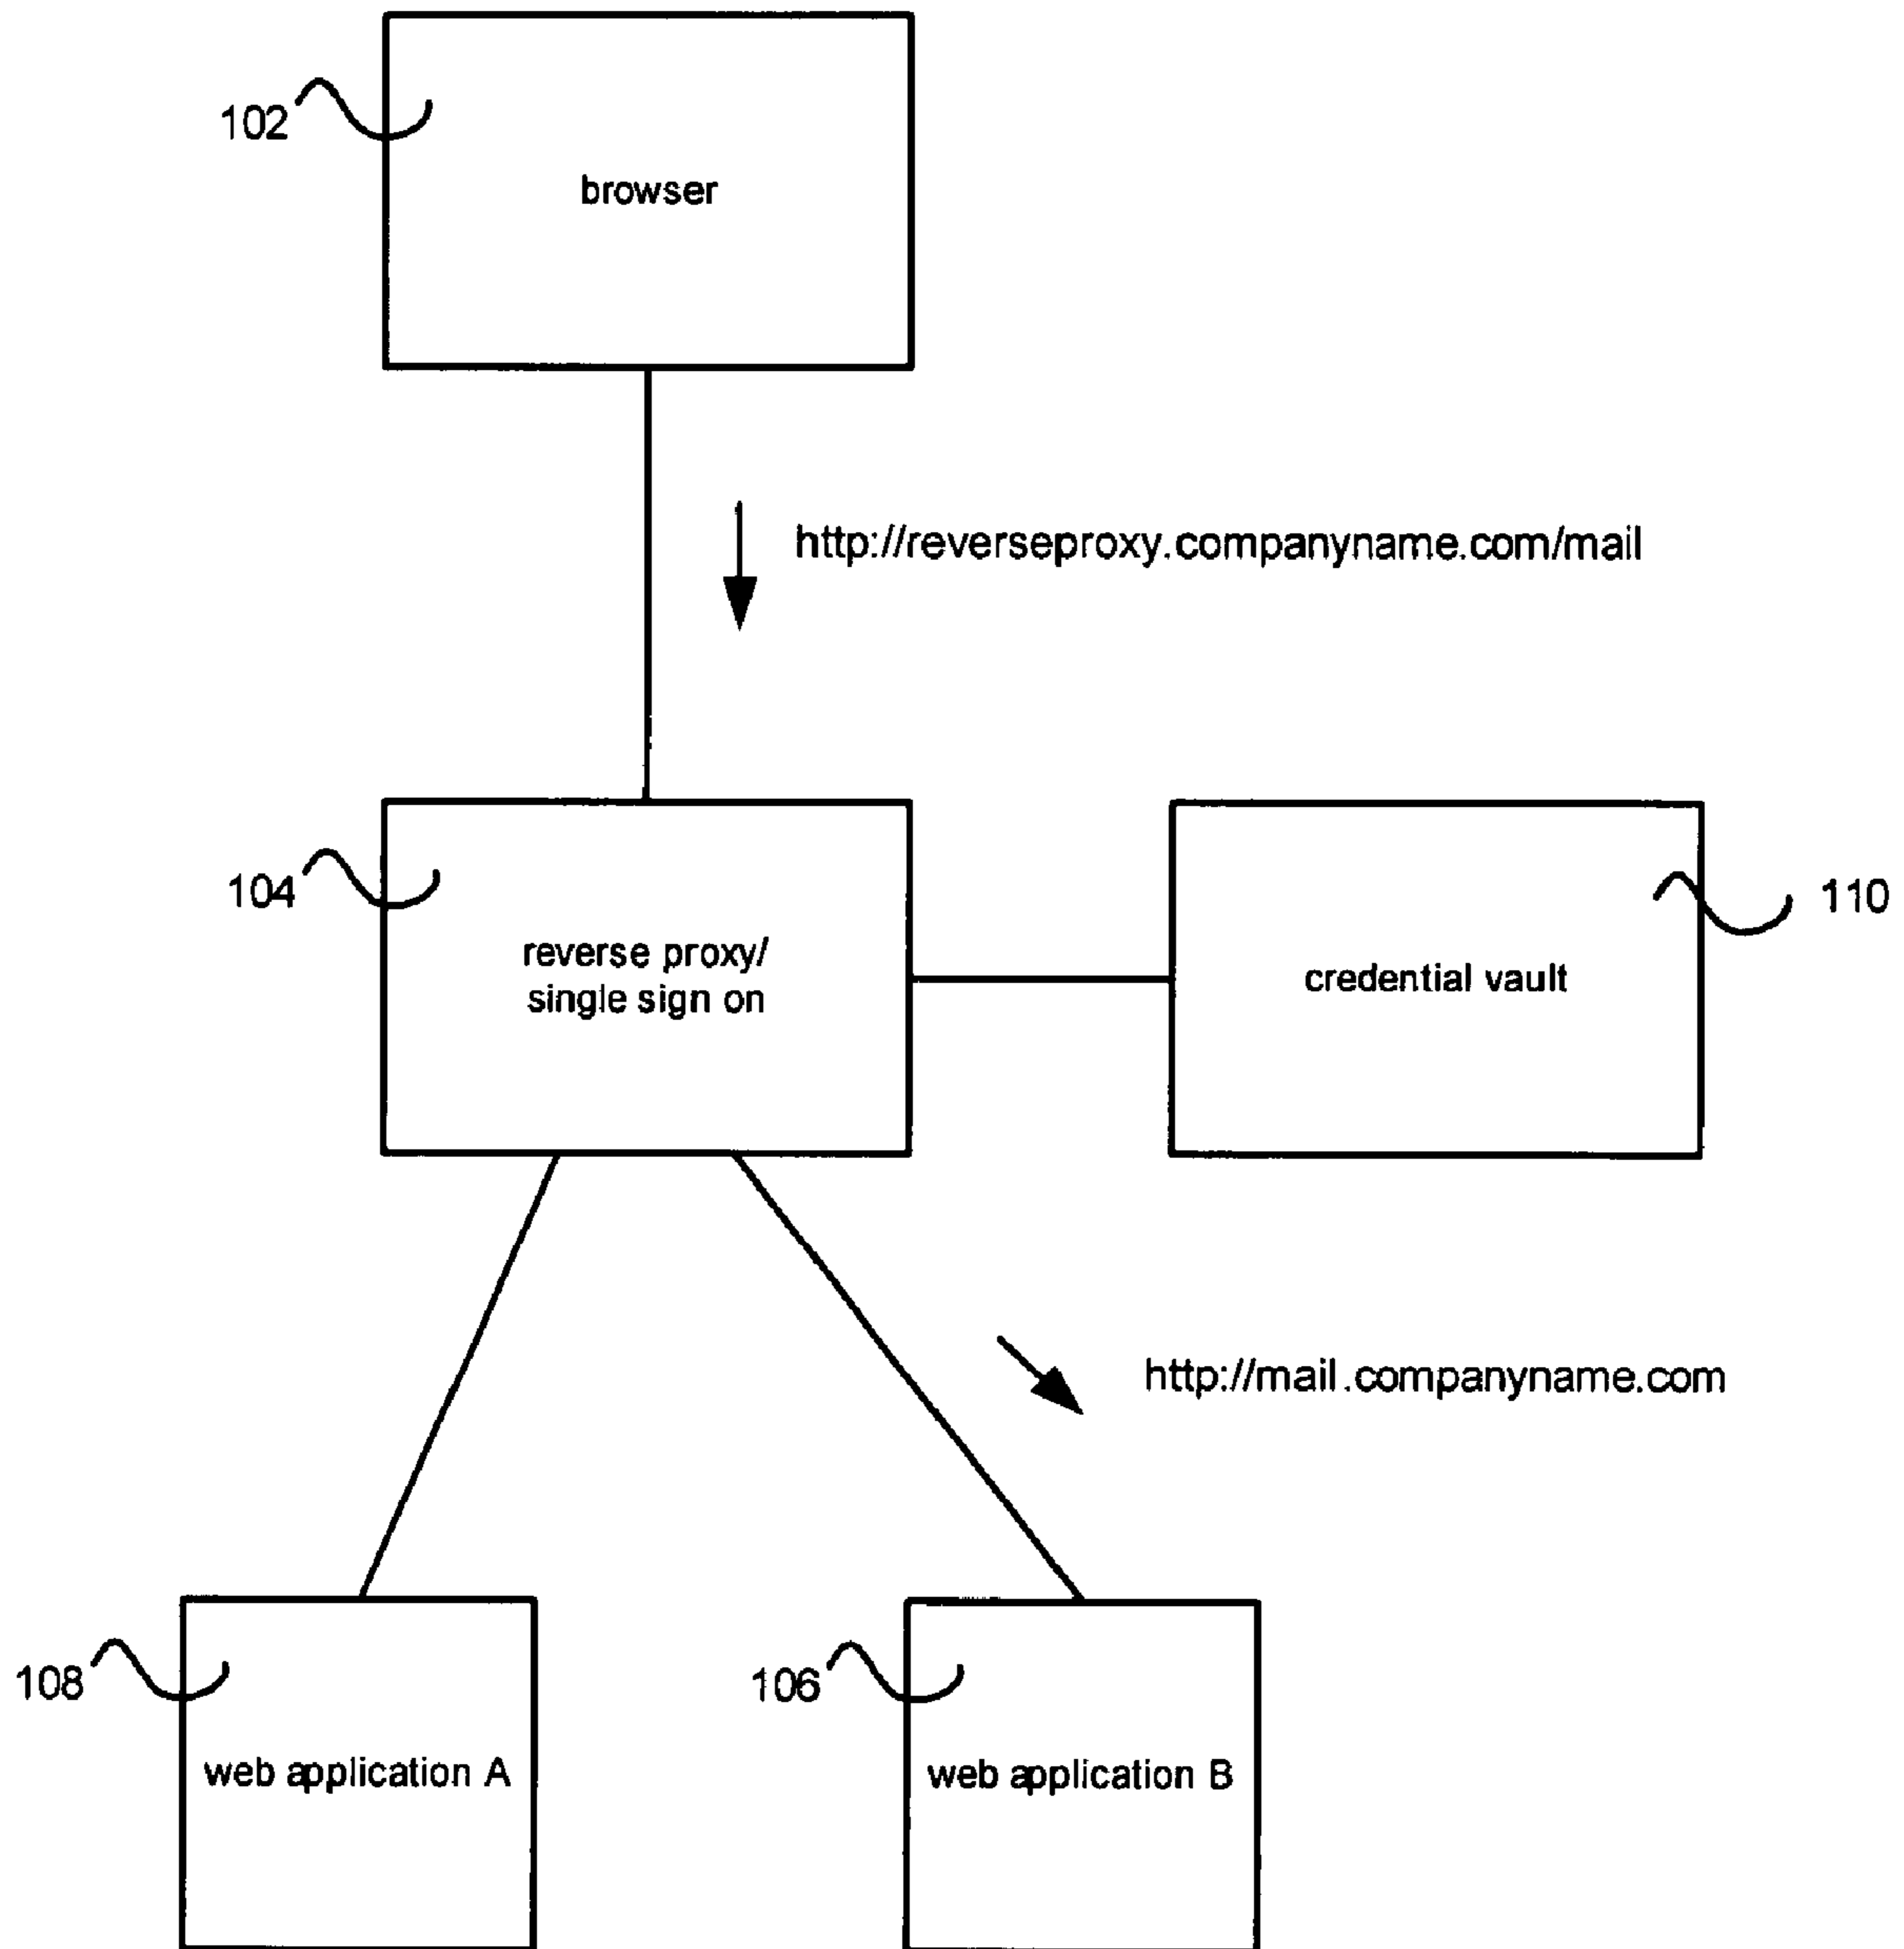 102
browser
http://reverseproxy.companyname.com/mail
104
reverse proxy/
single sign on
credential vault
110
http://mail.companyname.com
108
web application A
106
web application B